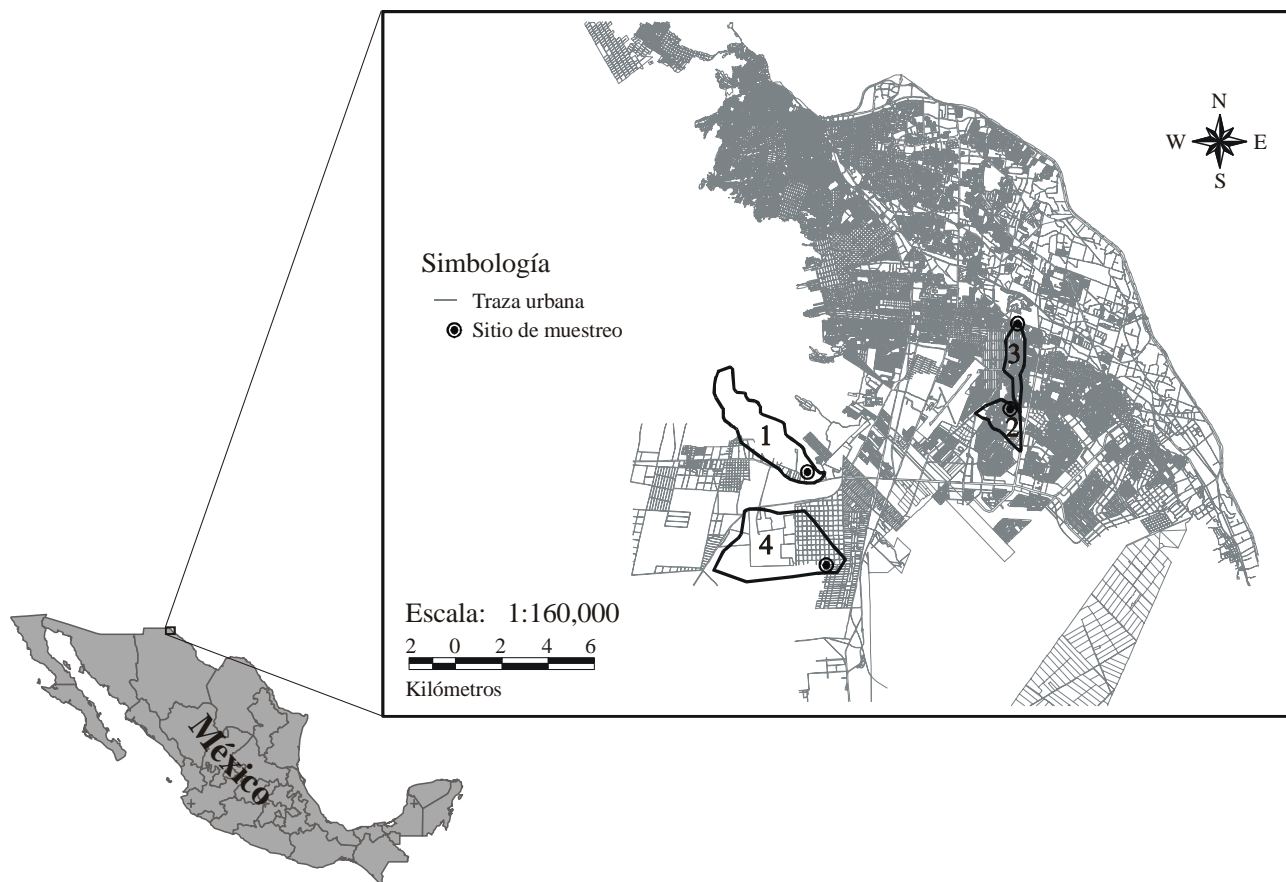 N
W E
S
Simbología
Traza urbana
Sitio de muestreo
3
2
1
4
Escala: 1:160,000
2 0 2 4 6
Kilómetros
México